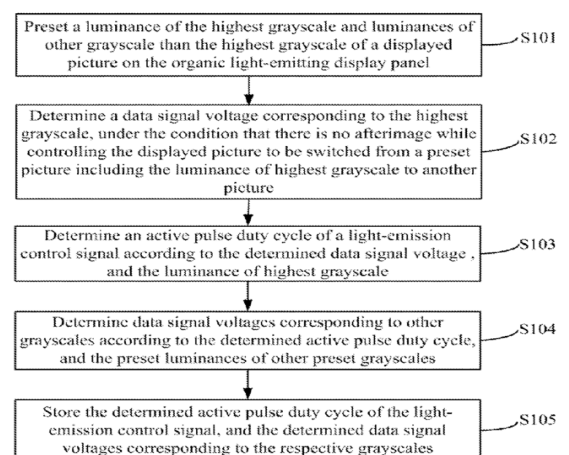 Preset a luminance of the highest grayscale and luminances of
other grayscale than the highest grayscale of a displayed
picture on the organic light-emitting display panel
S101
Determine a data signal voltage corresponding to the highest
grayscale, under the condition that there is no afterimage while
controlling the displayed picture to be switched from a preset
picture including the luminance of highest grayscale to another
picture
S102
Determine an active pulse duty cycle of a light-emission
control signal according to the determined data signal voltage ,
and the luminance of highest grayscale
S103
Determine data signal voltages corresponding to other
grayscales according to the determined active pulse duty cycle,
and the preset luminances of other preset grayscales
S104
Store the determined active pulse duty cycle of the light-
emission control signal, and the determined data signal
voltages corresponding to the respective grayscales
S105